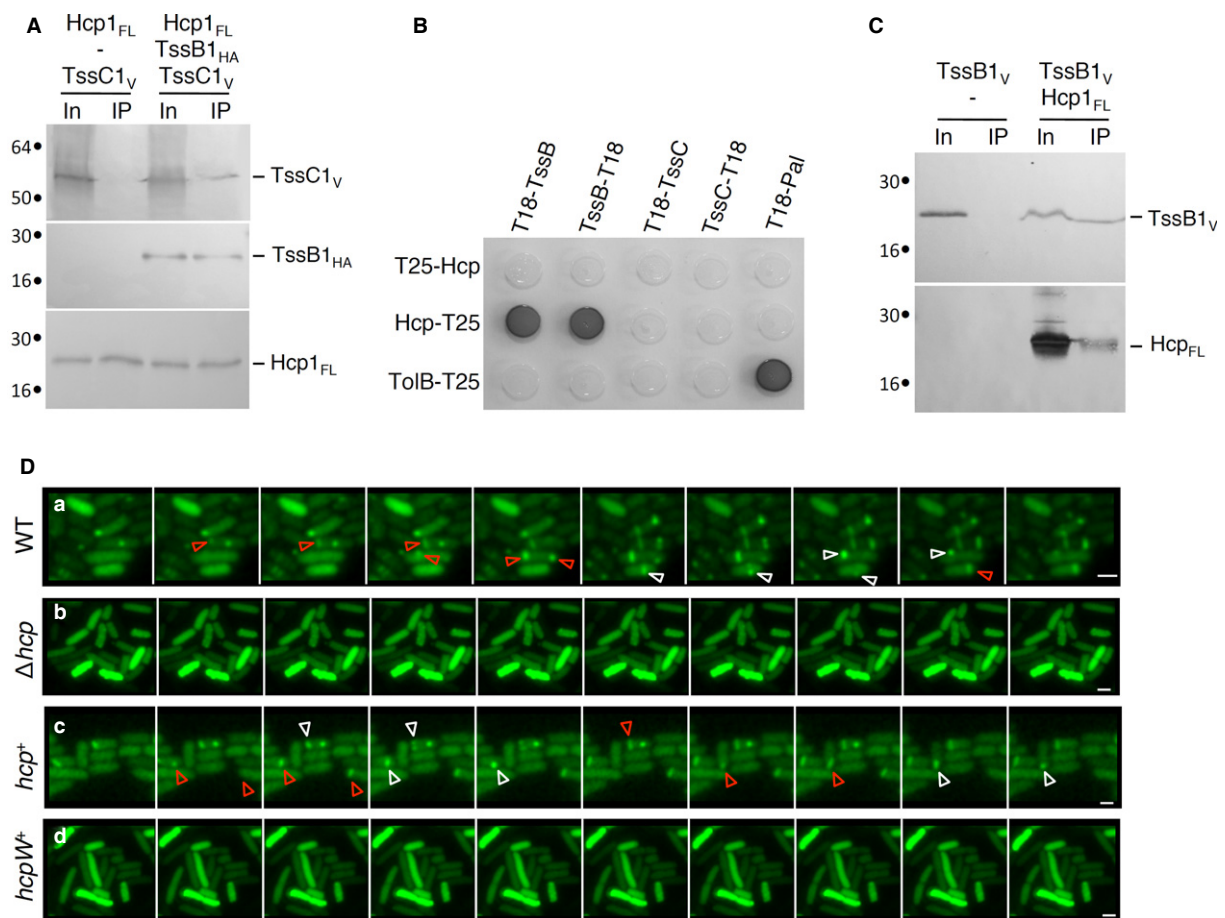 A
Hcp1FL
-
TssC1V
Hcp1FL
TssB1HA
TssC1V
In IP In IP
64
50
TssC1V
30
16
TssB1HA
30
16
Hcp1FL
B
T18-TssB
TssB-T18
T18-TssC
TssC-T18
T18-Pal
T25-Hcp
Hcp-T25
TolB-T25
C
TssB1V
-
TssB1V
Hcp1FL
In IP In IP
30
16
TssB1V
30
16
HcpFL
D
WT
a
Δhcp
b
hcp+
c
hcpW+
d